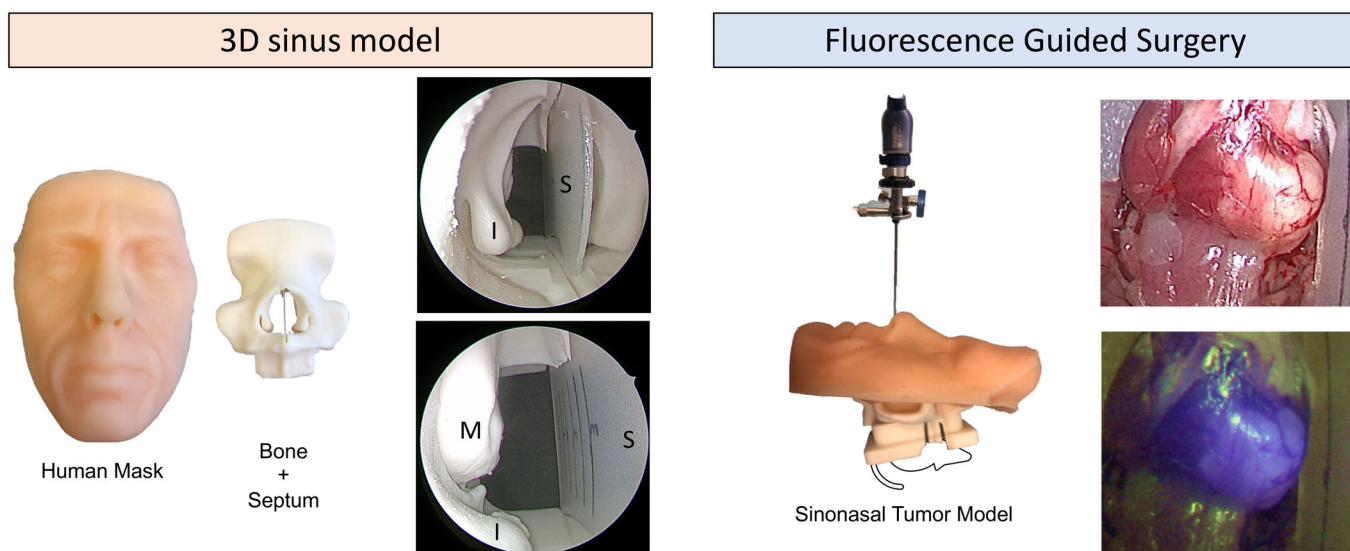 3D sinus model
Fluorescence Guided Surgery
S
I
M
S
I
Human Mask
Bone
+
Septum
Sinonasal Tumor Model